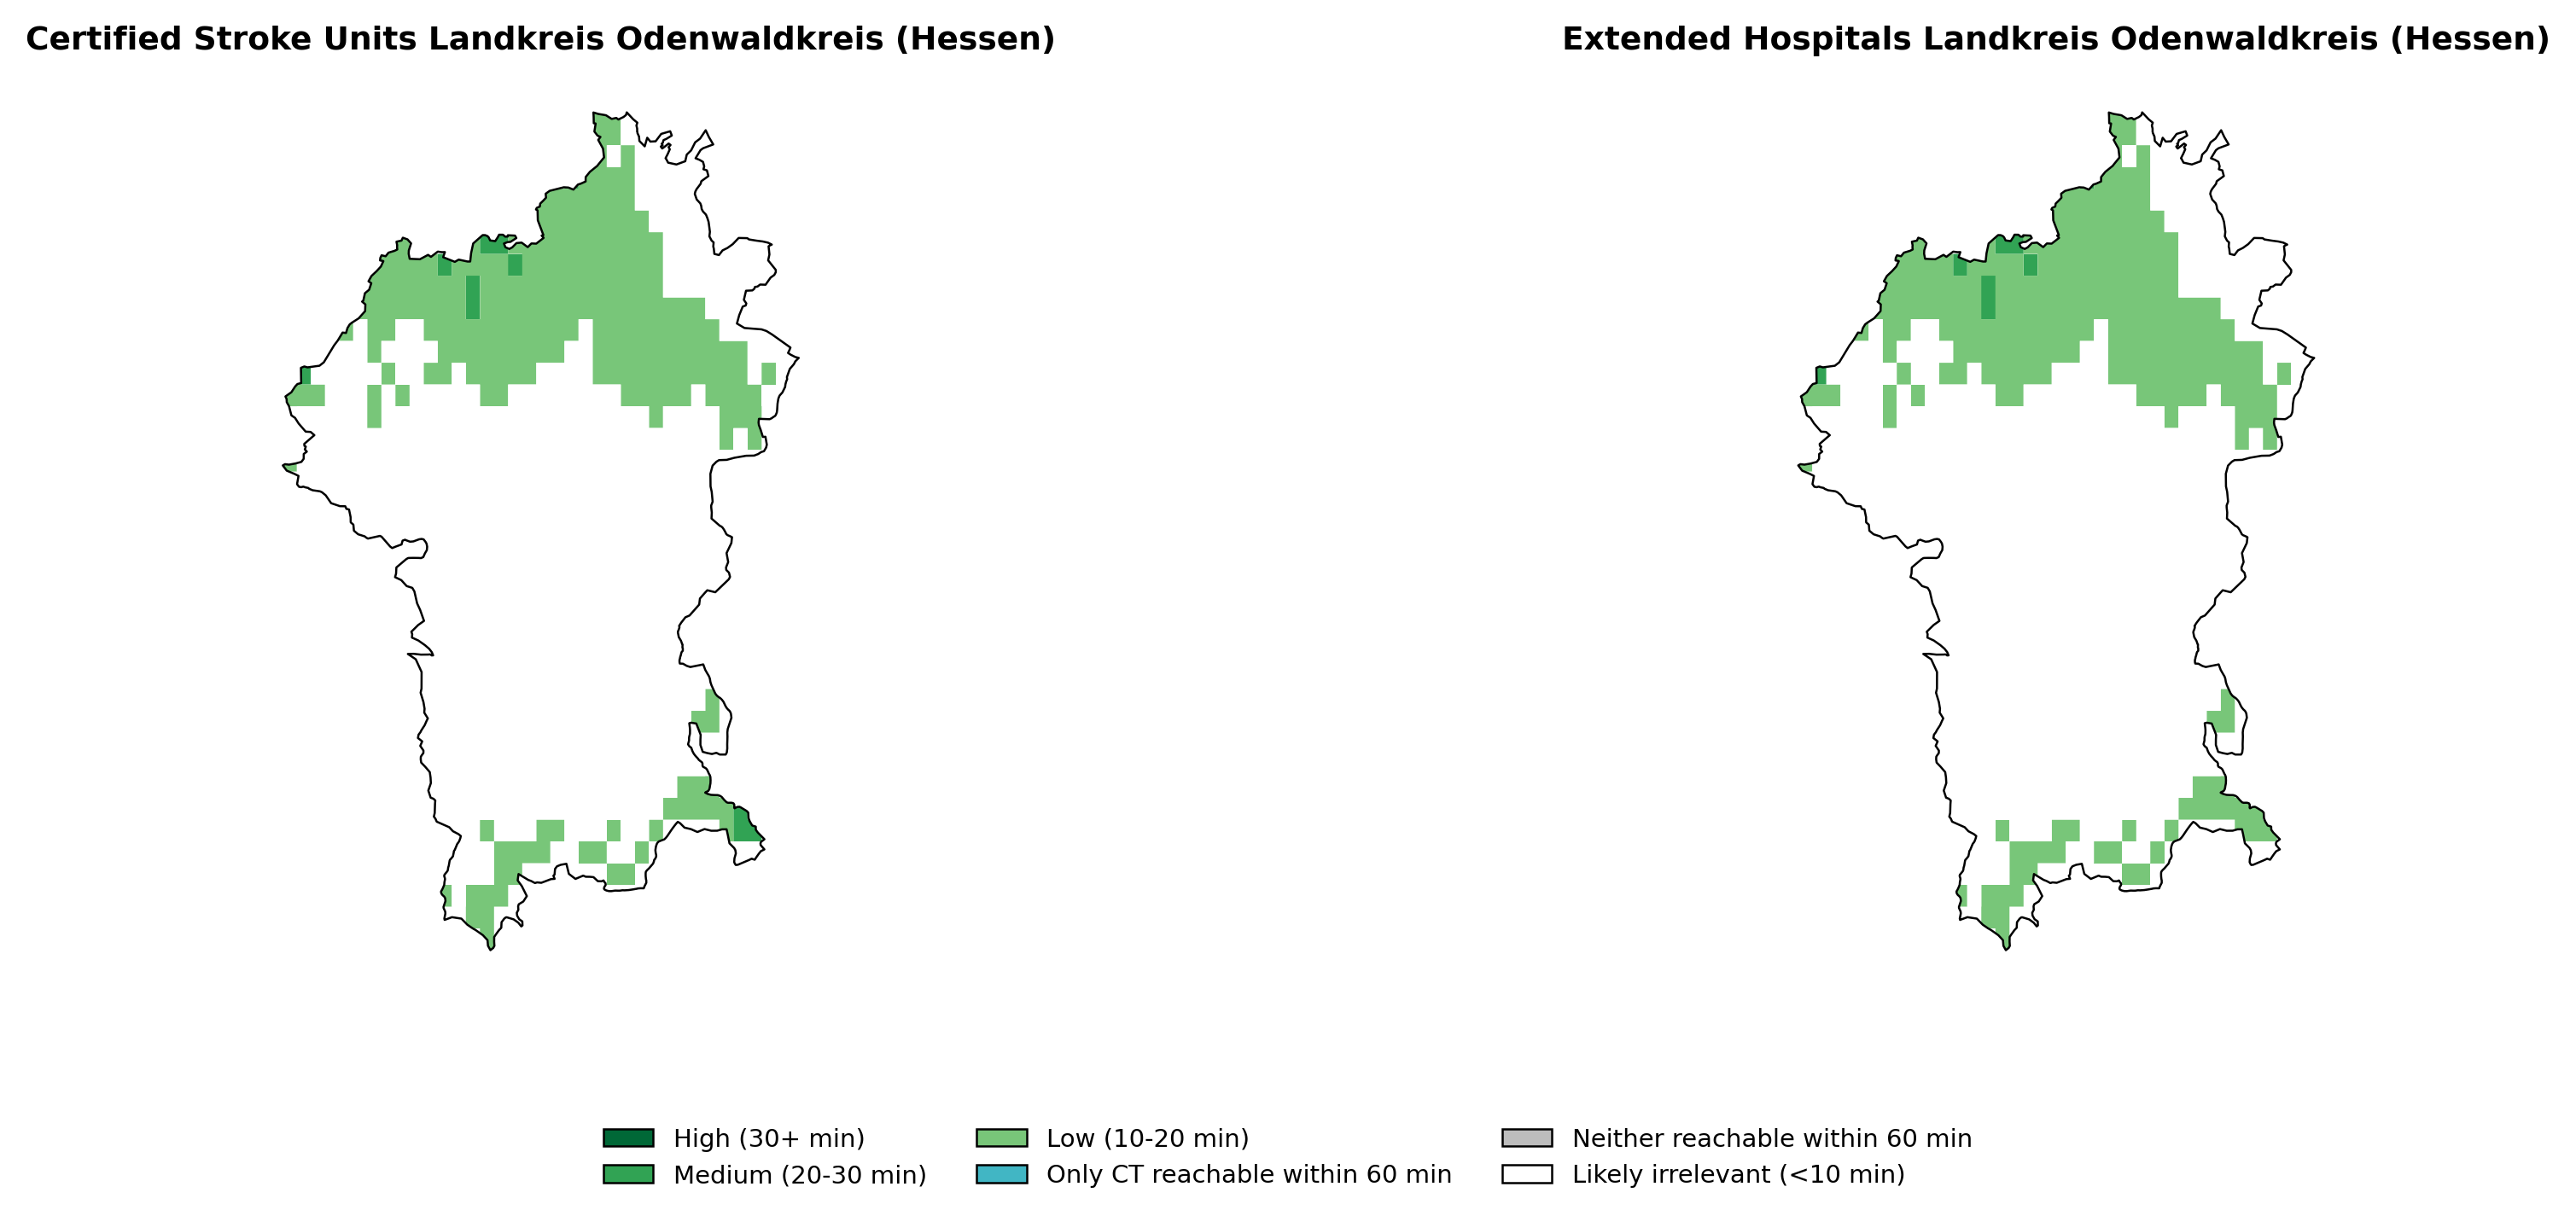 Certified Stroke Units Landkreis Odenwaldkreis (Hessen)
Extended Hospitals Landkreis Odenwaldkreis (Hessen)
High (30+ min)
Medium (20-30 min)
Low (10-20 min)
Only CT reachable within 60 min
Neither reachable within 60 min
Likely irrelevant (<10 min)